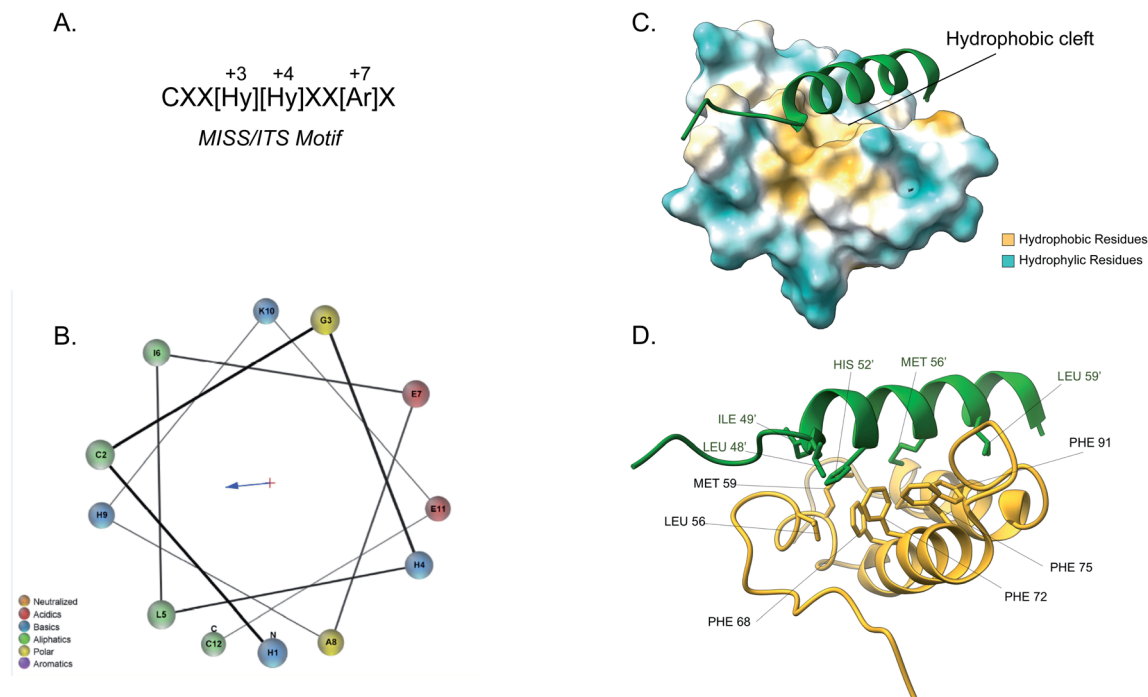 A.
+3 +4 +7
CXX[Hy][Hy]XX[Ar]X
MISS/ITS Motif
B.
K10
G3
I6
E7
C2
H9
E11
H4
L5
C
C12
N
H1
A8
Neutralized
Acidics
Basics
Aliphatics
Polar
Aromatics
C.
Hydrophobic cleft
Hydrophobic Residues
Hydrophylic Residues
D.
HIS 52'
MET 56'
LEU 59'
ILE 49'
LEU 48'
PHE 91
MET 59
LEU 56
PHE 75
PHE 72
PHE 68